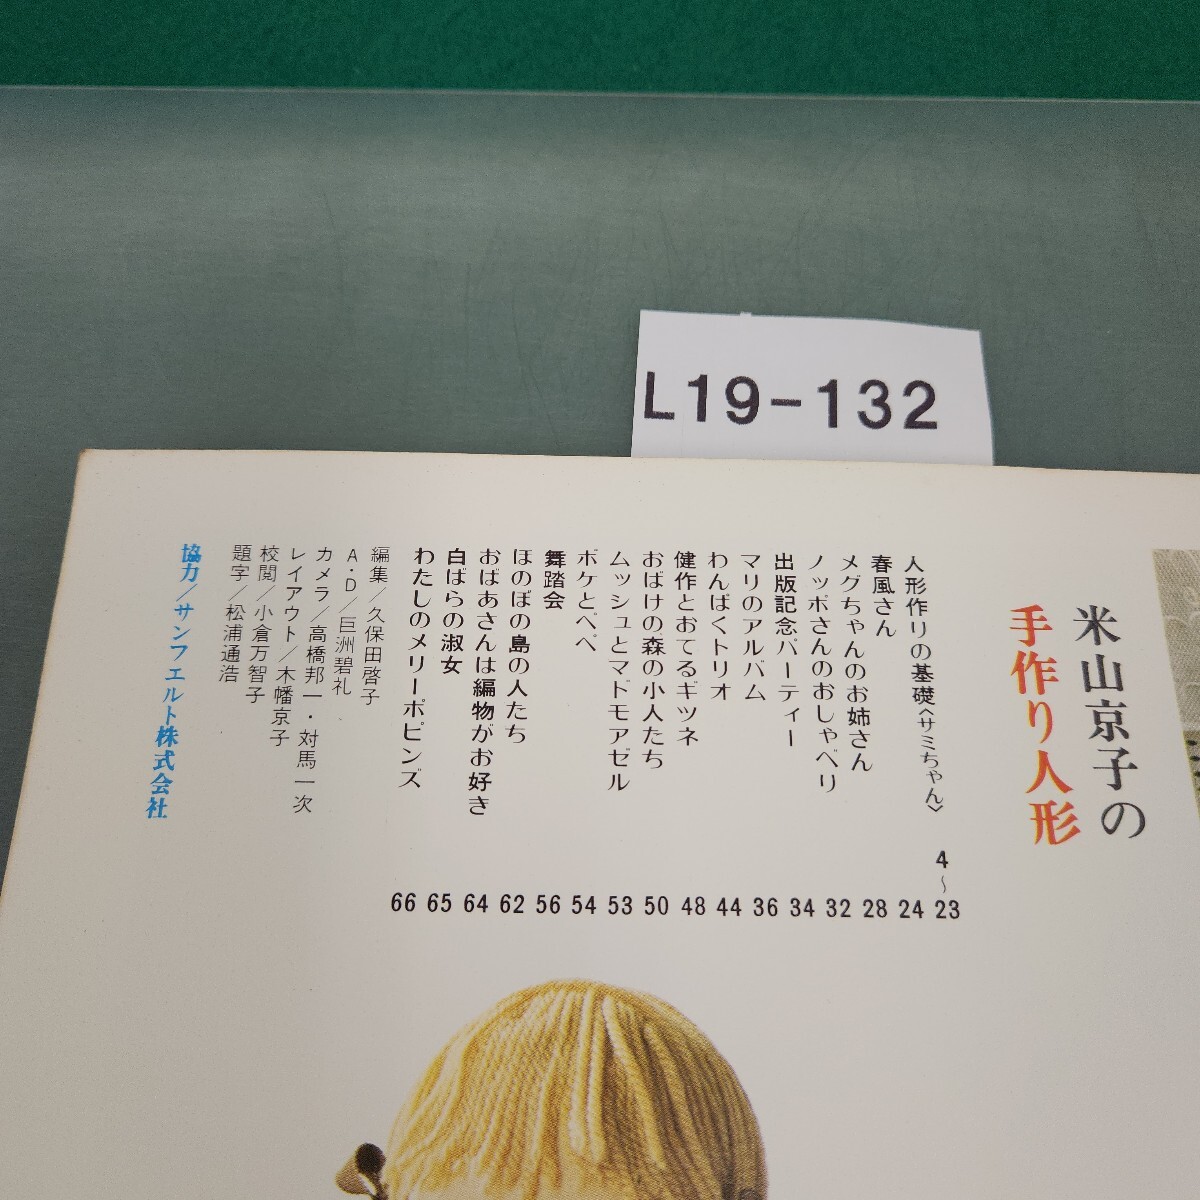 L19-132
米山京子の
手作り人形
人形作りの基礎〈サミちゃん〉 4〜23
春風さん 24
メグちゃんのお姉さん 28
ノッポさんのおしゃべり 32
出版記念パーティー 34
マリのアルバム 36
わんぱくトリオ 44
健作とおてるギツネ 48
おばけの森の小人たち 50
ムッシュとマドモアゼル 53
ボケとペペ 54
舞踏会 56
ほのぼの島の人たち 62
おばあさんは編物がお好き 64
白ばらの淑女 65
わたしのメリーポピンズ 66
編集/久保田啓子
A・D/巨洲碧礼
カメラ/高橋邦一・対馬一次
レイアウト/木幡京子
校閲/小倉万智子
題字/松浦通浩
協力/サンフェルト株式会社